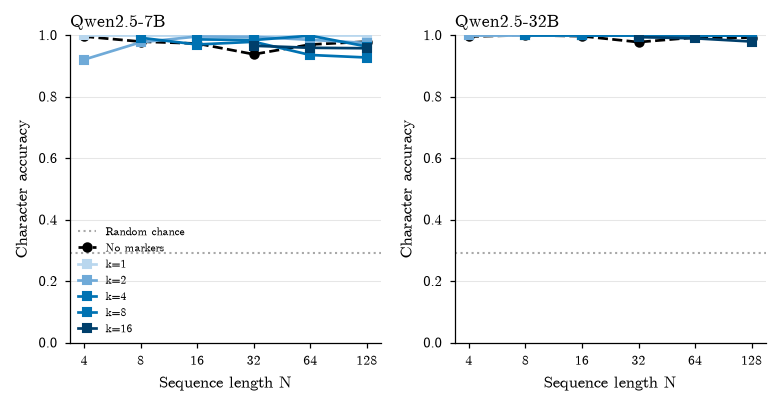 Qwen2.5-7B
Character accuracy
1.0
0.8
0.6
0.4
0.2
0.0
Random chance
No markers
k=1
k=2
k=4
k=8
k=16
4 8 16 32 64 128
Sequence length N
Qwen2.5-32B
Character accuracy
1.0
0.8
0.6
0.4
0.2
0.0
4 8 16 32 64 128
Sequence length N